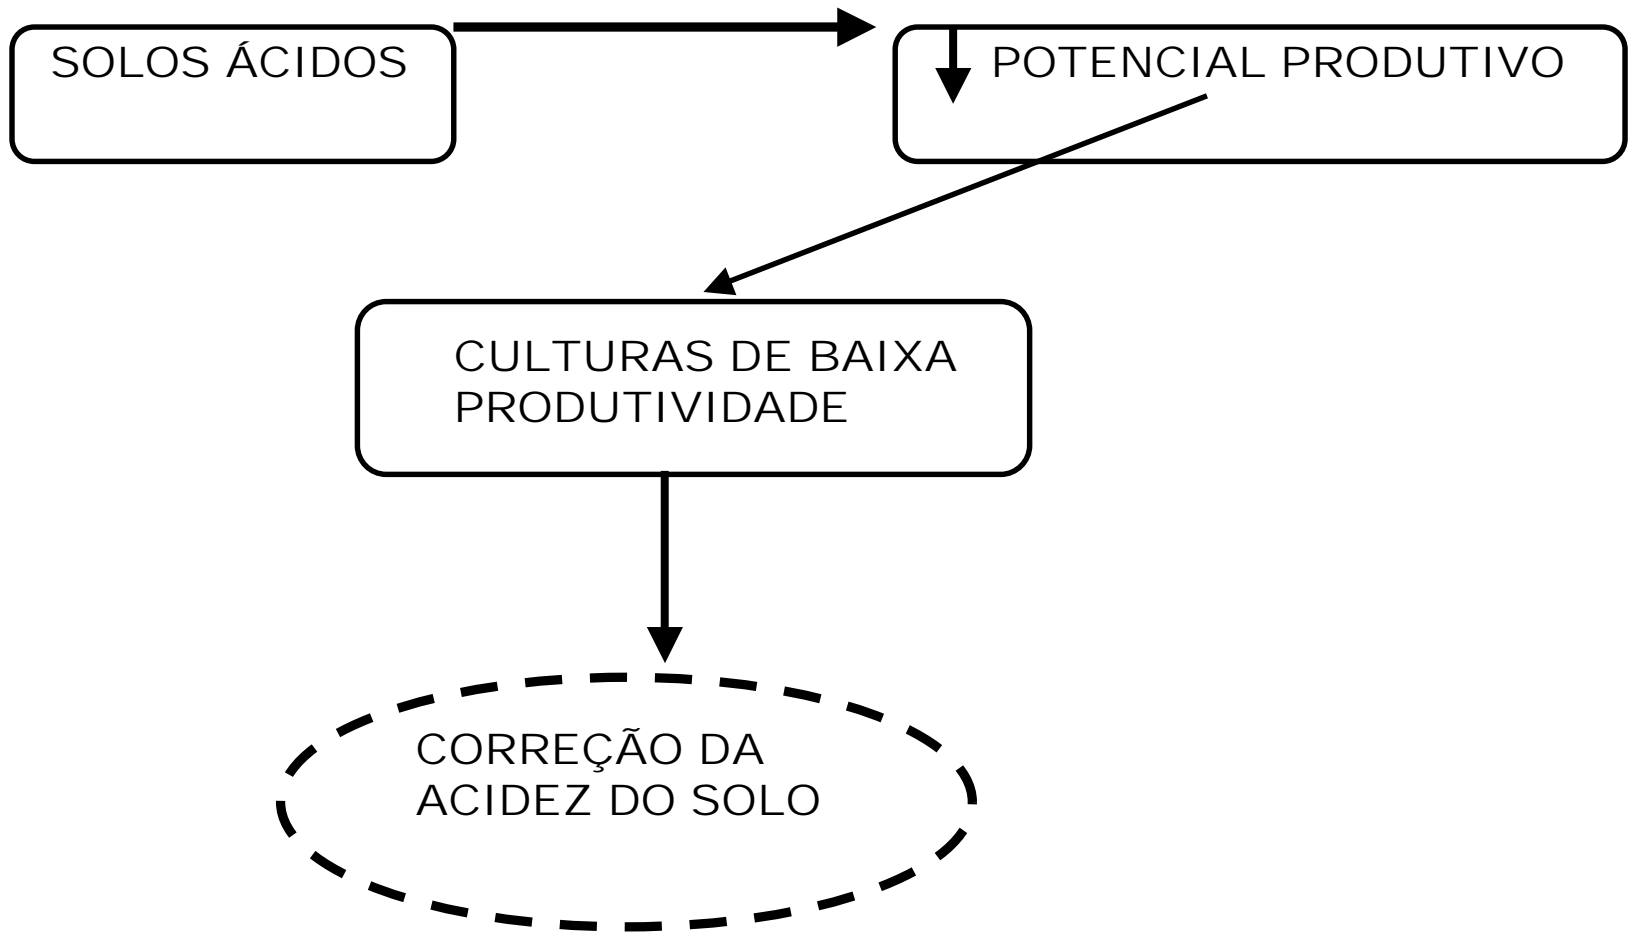 SOLOS ÁCIDOS
POTENCIAL PRODUTIVO
CULTURAS DE BAIXA
PRODUTIVIDADE
CORREÇÃO DA
ACIDEZ DO SOLO